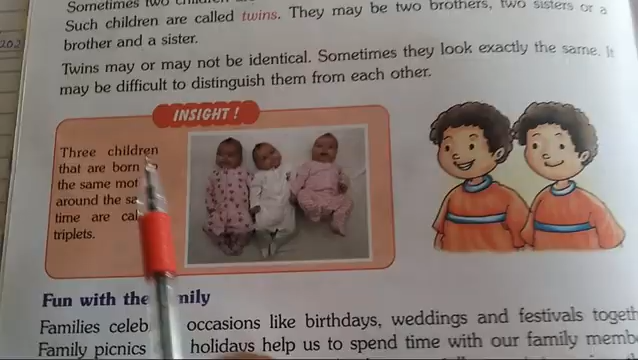 Sometimes two
Such children are called twins. They may be two brothers, two sisters or a
brother and a sister.
Twins may or may not be identical. Sometimes they look exactly the same. It
may be difficult to distinguish them from each other.
INSIGHT !
Three children
that are born
the same
around the
time are
triplets.
Fun with the
Families occasions like birthdays, weddings and festivals
Family picnics holidays help us to spend time with our family